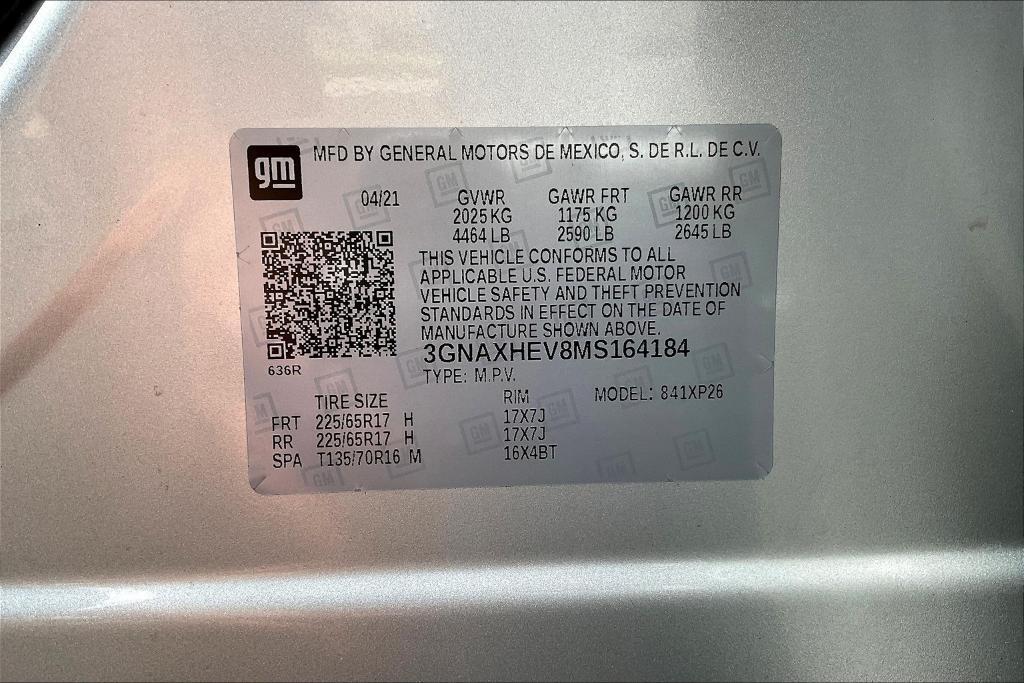 gm MFD BY GENERAL MOTORS DE MEXICO, S. DE R.L. DE C.V.
04/21 GVWR GAWR FRT GAWR RR
2025 KG 1175 KG 1200 KG
4464 LB 2590 LB 2645 LB
THIS VEHICLE CONFORMS TO ALL
APPLICABLE U.S. FEDERAL MOTOR
VEHICLE SAFETY AND THEFT PREVENTION
STANDARDS IN EFFECT ON THE DATE OF
MANUFACTURE SHOWN ABOVE.
3GNAXHEV8MS164184
636R
TYPE: M.P.V.
TIRE SIZE RIM MODEL: 841XP26
FRT 225/65R17 H 17X7J
RR 225/65R17 H 17X7J
SPA T135/70R16 M 16X4BT